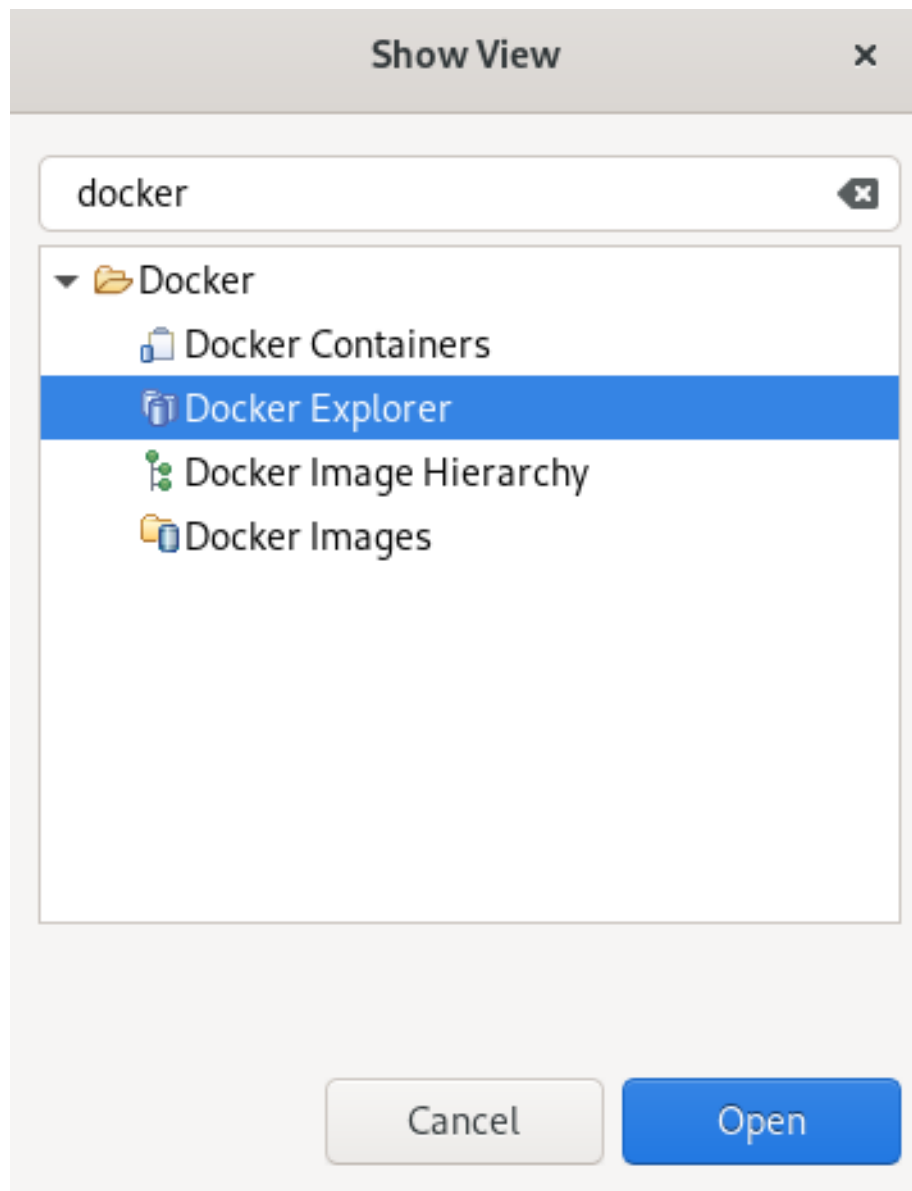 Show View
docker
Docker
Docker Containers
Docker Explorer
Docker Image Hierarchy
Docker Images
Cancel
Open